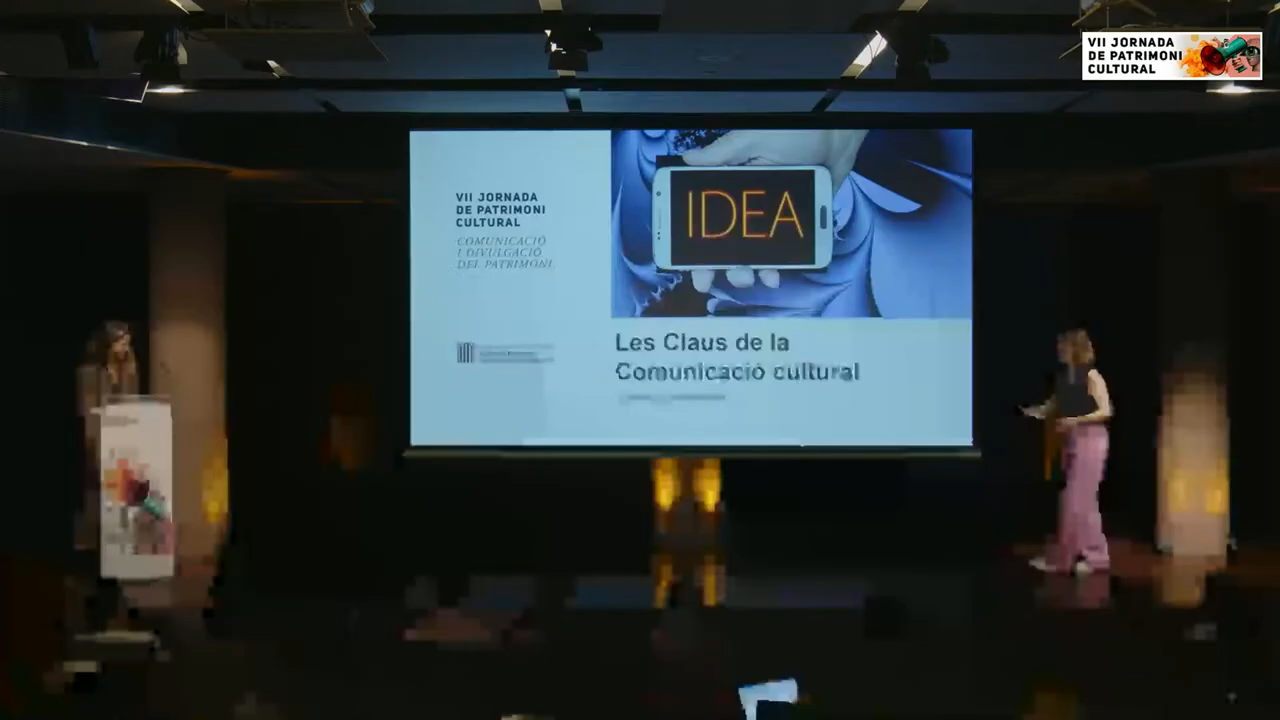 VII JORNADA
DE PATRIMONI
CULTURAL
VII JORNADA
DE PATRIMONI
CULTURAL
COMUNICACIÓ
I DIVULGACIÓ
DEL PATRIMONI
IDEA
Les Claus de la
Comunicació cultural